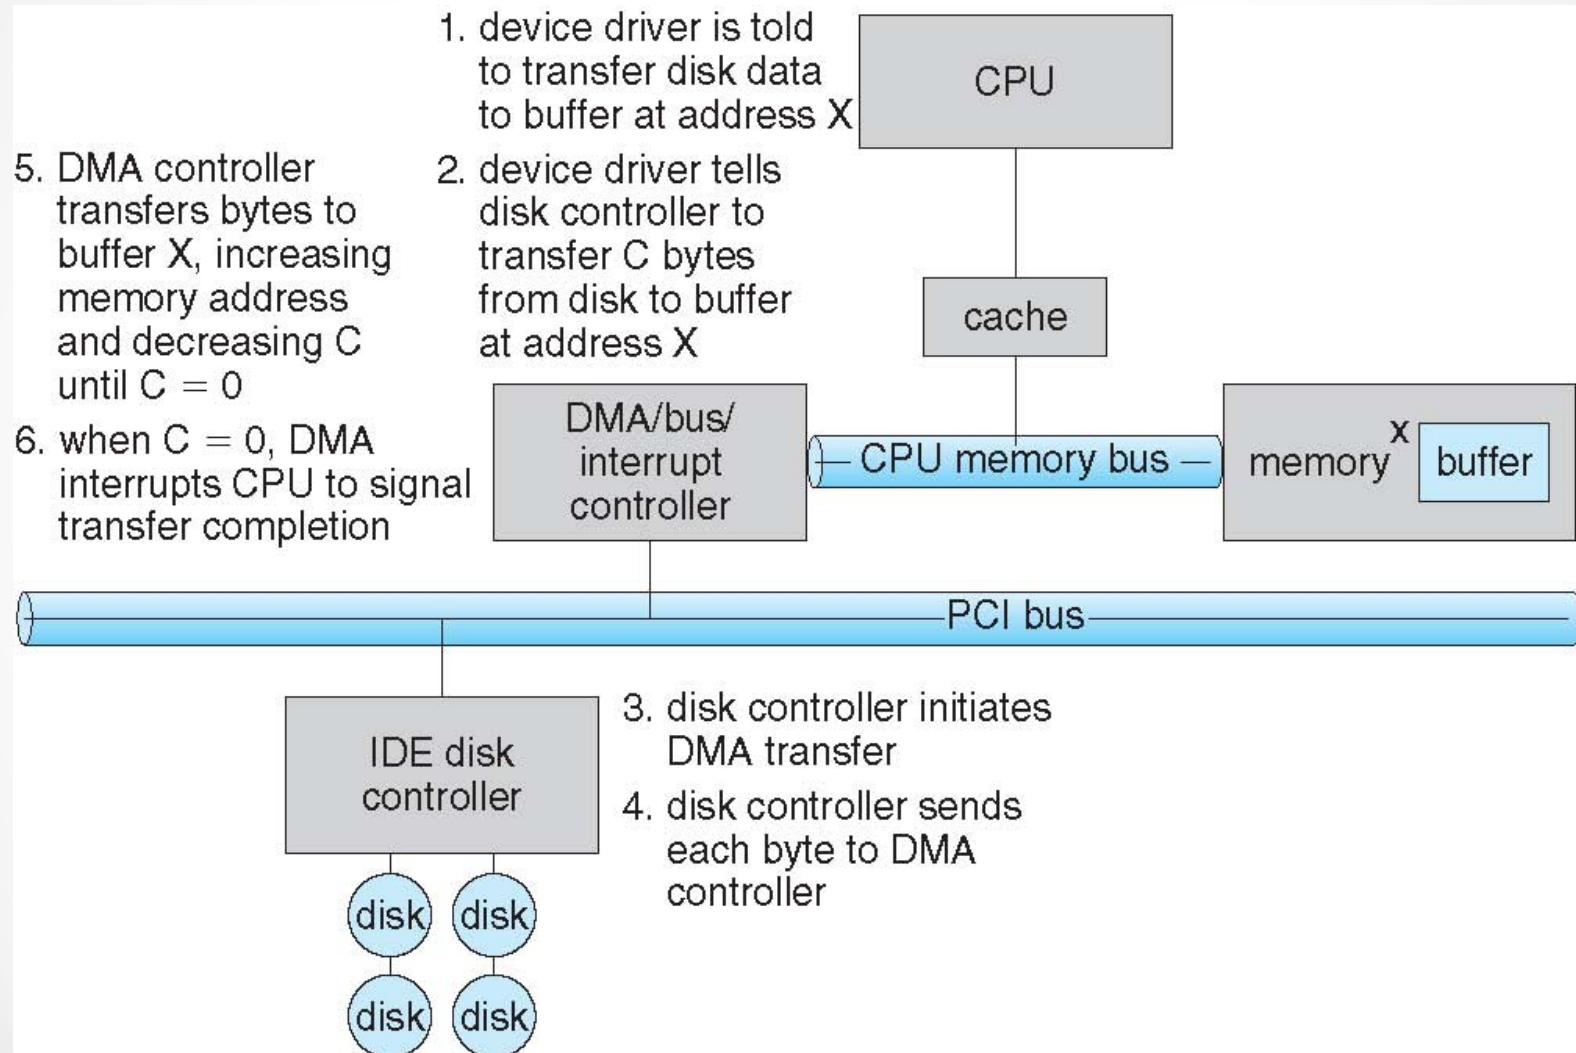 1. device driver is told
to transfer disk data
to buffer at address X
CPU
5. DMA controller
transfers bytes to
buffer X, increasing
memory address
and decreasing C
until C = 0
2. device driver tells
disk controller to
transfer C bytes
from disk to buffer
at address X
cache
6. when C = 0, DMA
interrupts CPU to signal
transfer completion
DMA/bus/
interrupt
controller
CPU memory bus
memory
X
buffer
PCI bus
IDE disk
controller
3. disk controller initiates
DMA transfer
4. disk controller sends
each byte to DMA
controller
disk
disk
disk
disk